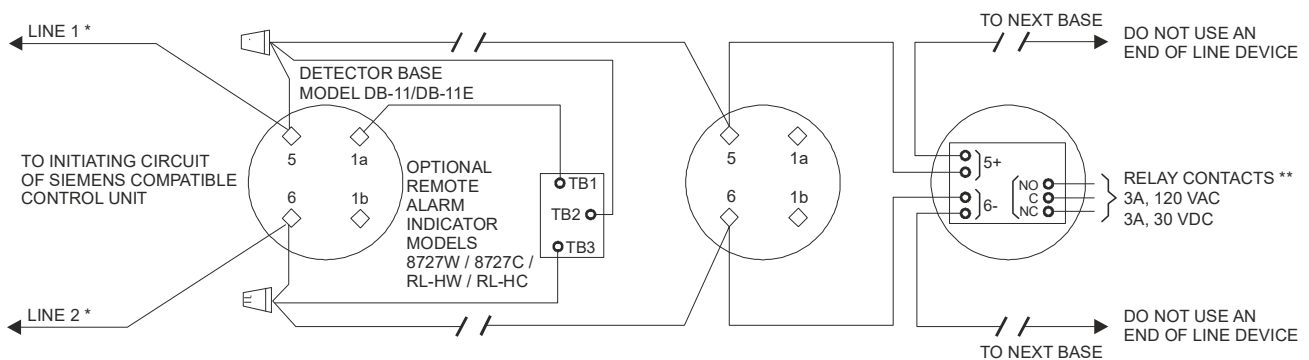 LINE 1 *
TO NEXT BASE
DO NOT USE AN
END OF LINE DEVICE
DETECTOR BASE
MODEL DB-11/DB-11E
5
1a
6
1b
TO INITIATING CIRCUIT
OF SIEMENS COMPATIBLE
CONTROL UNIT
OPTIONAL
REMOTE
ALARM
INDICATOR
MODELS
8727W / 8727C /
RL-HW / RL-HC
TB1
TB2
TB3
5
1a
6
1b
5+
6-
NO
C
NC
RELAY CONTACTS **
3A, 120 VAC
3A, 30 VDC
LINE 2 *
DO NOT USE AN
END OF LINE DEVICE
TO NEXT BASE